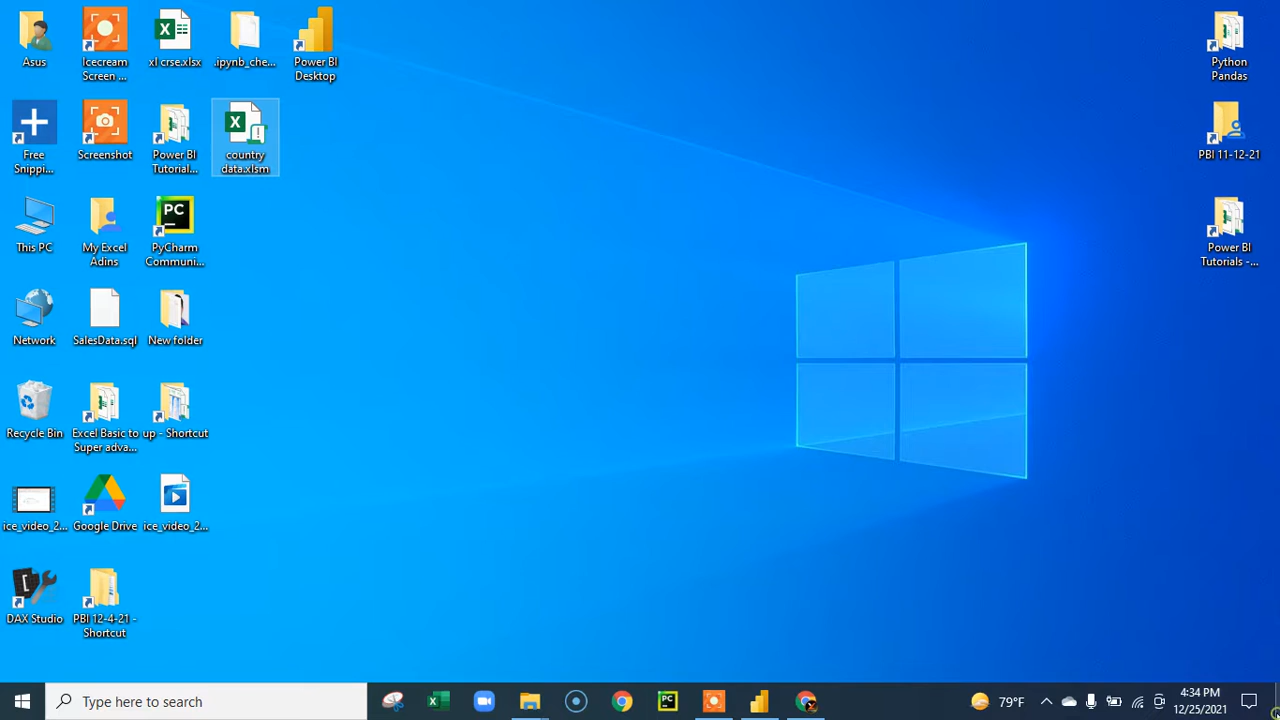 Asus
Icecream
Screen ...
xl crse.xlsx
.ipynb_che...
Power BI
Desktop
Python
Pandas
Free
Snippi...
Screenshot
Power BI
Tutorial...
country
data.xlsm
PBI 11-12-21
This PC
My Excel
Adins
PC
PyCharm
Communi...
Power BI
Tutorials -...
Network
SalesData.sql
New folder
Recycle Bin
Excel Basic to
Super adva...
up - Shortcut
ice_video_2...
Google Drive
ice_video_2...
DAX Studio
PBI 12-4-21 -
Shortcut
Type here to search
79°F
4:34 PM
12/25/2021